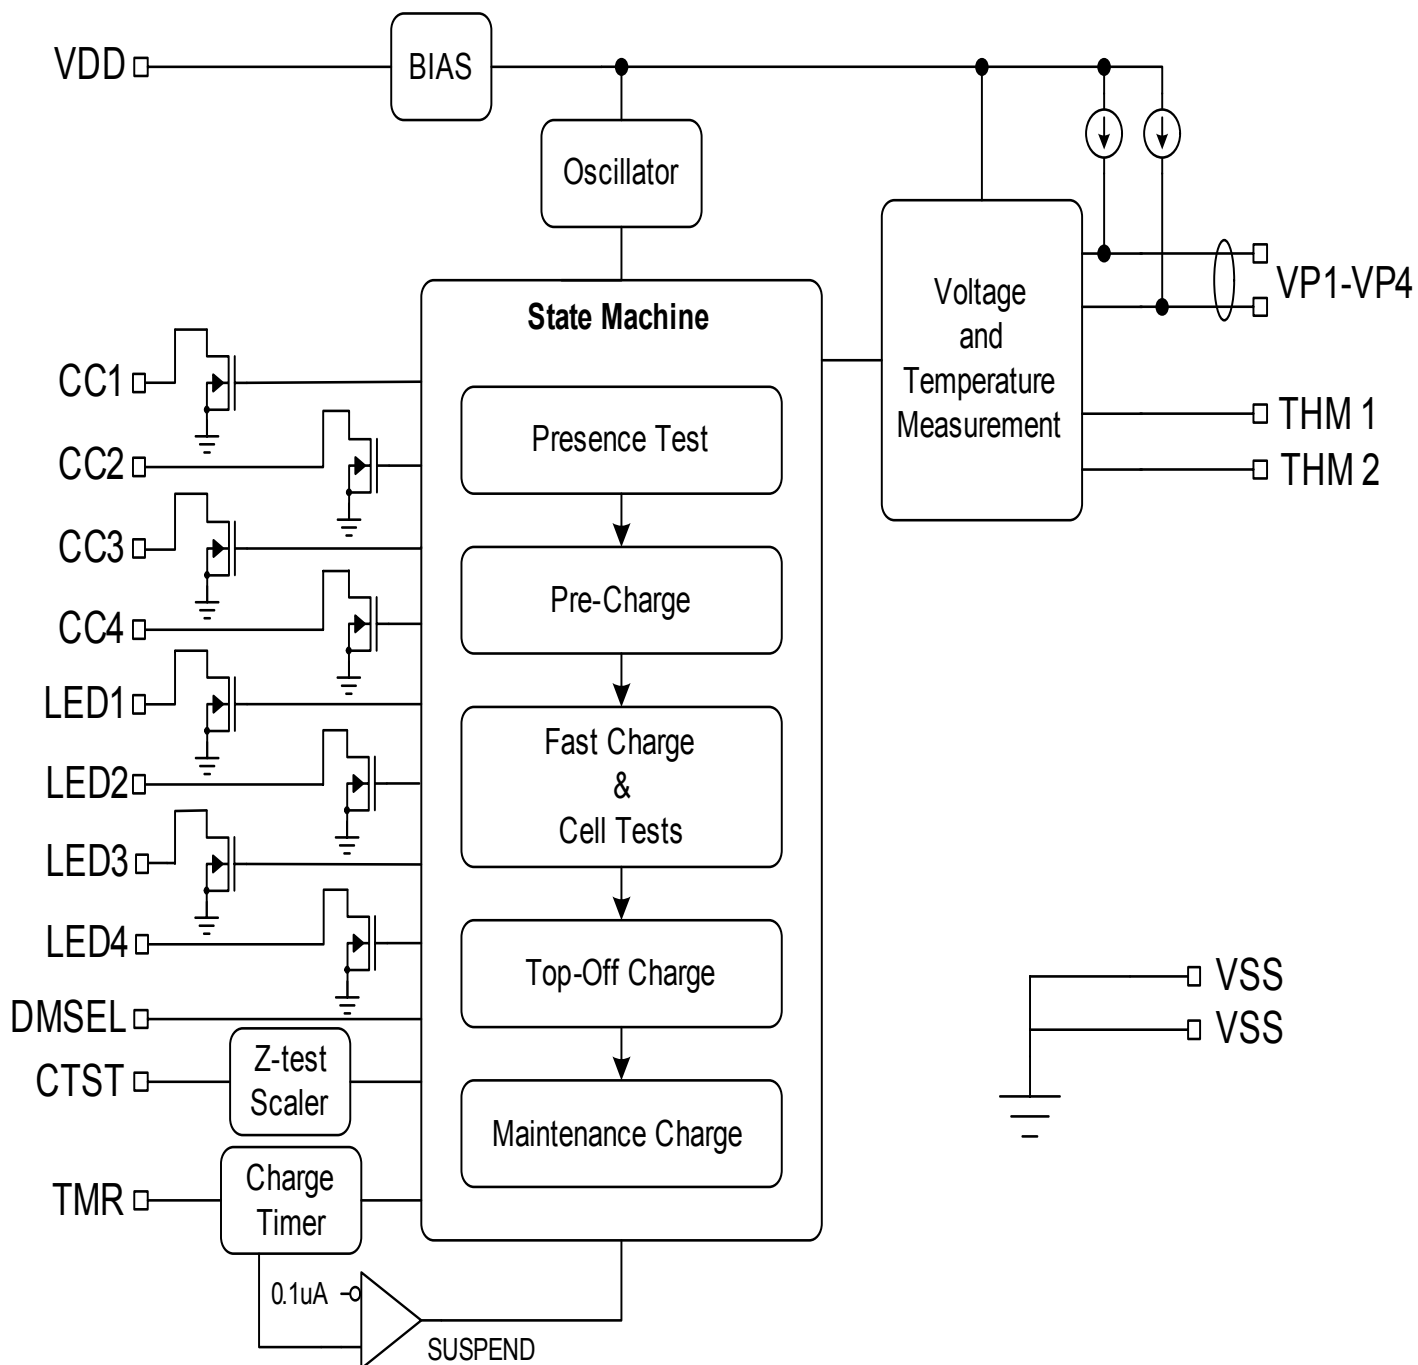 VDD
BIAS
Oscillator
State Machine
Voltage
and
Temperature
Measurement
VP1-VP4
THM 1
THM 2
CC1
CC2
CC3
CC4
LED1
LED2
LED3
LED4
DMSEL
CTST
Z-test
Scaler
TMR
Charge
Timer
0.1uA
SUSPEND
Presence Test
Pre-Charge
Fast Charge
&
Cell Tests
Top-Off Charge
Maintenance Charge
VSS
VSS